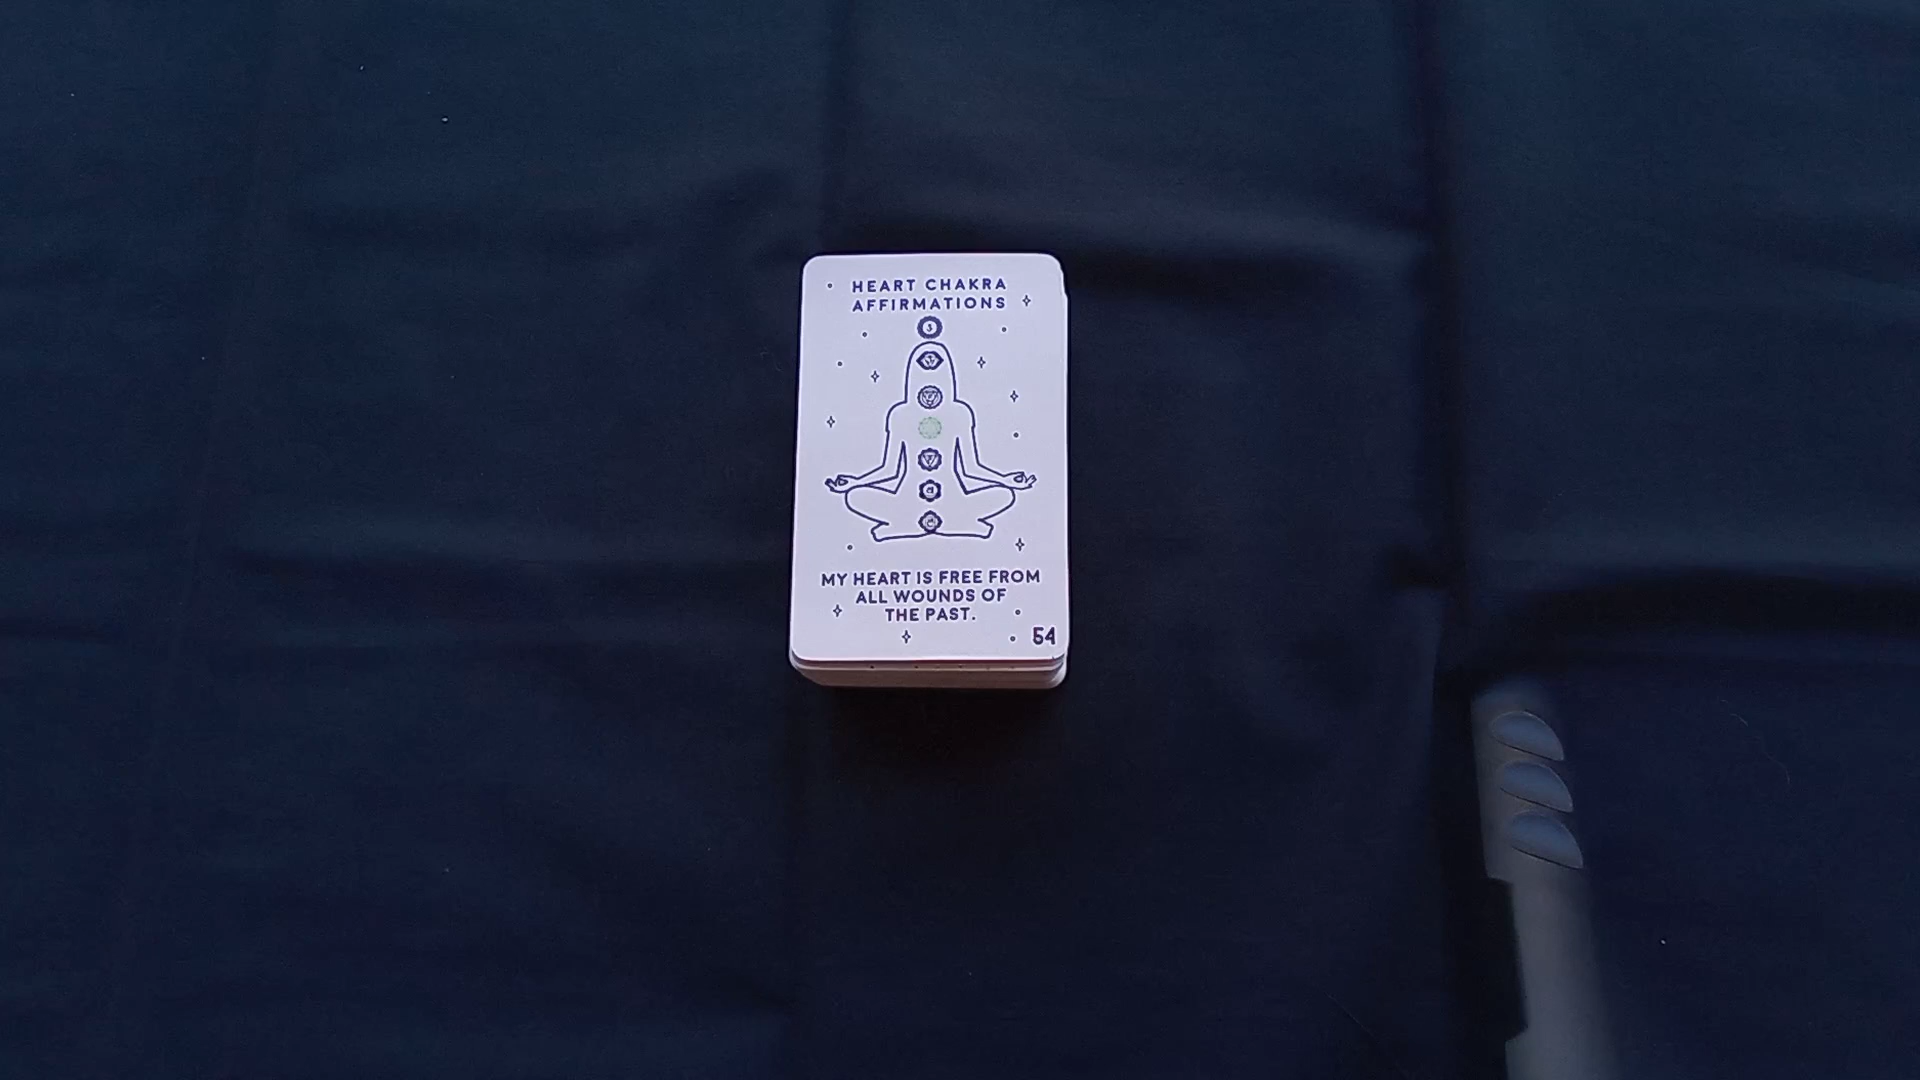 HEART CHAKRA
AFFIRMATIONS
MY HEART IS FREE FROM
ALL WOUNDS OF
THE PAST.
54